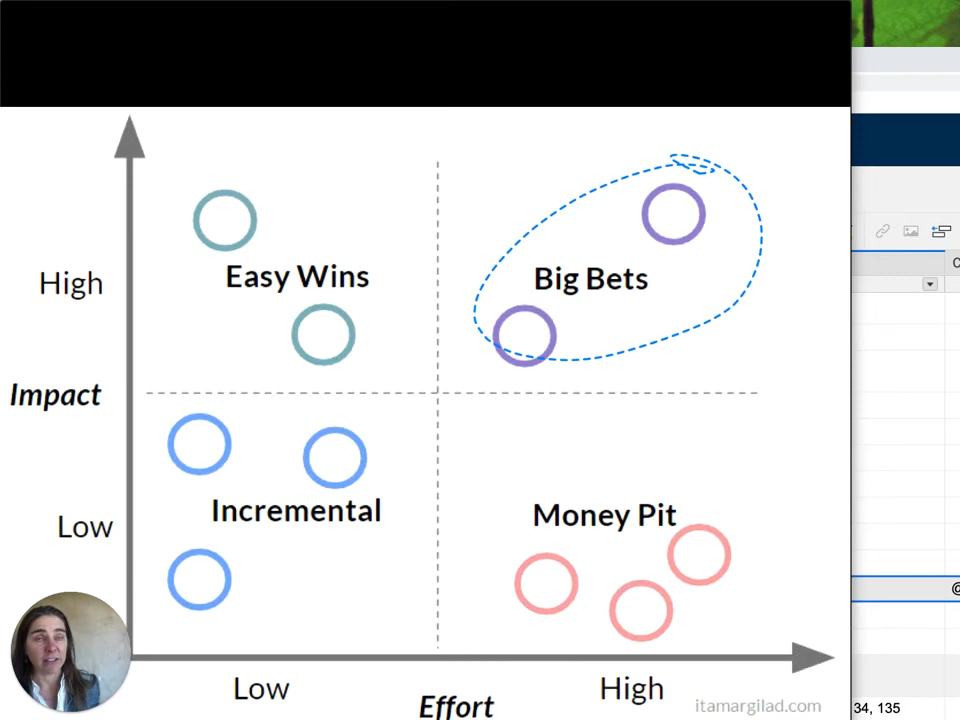 High
Easy Wins
Big Bets
Impact
Low
Incremental
Money Pit
Low
Effort
High
itamargilad.com
34, 135